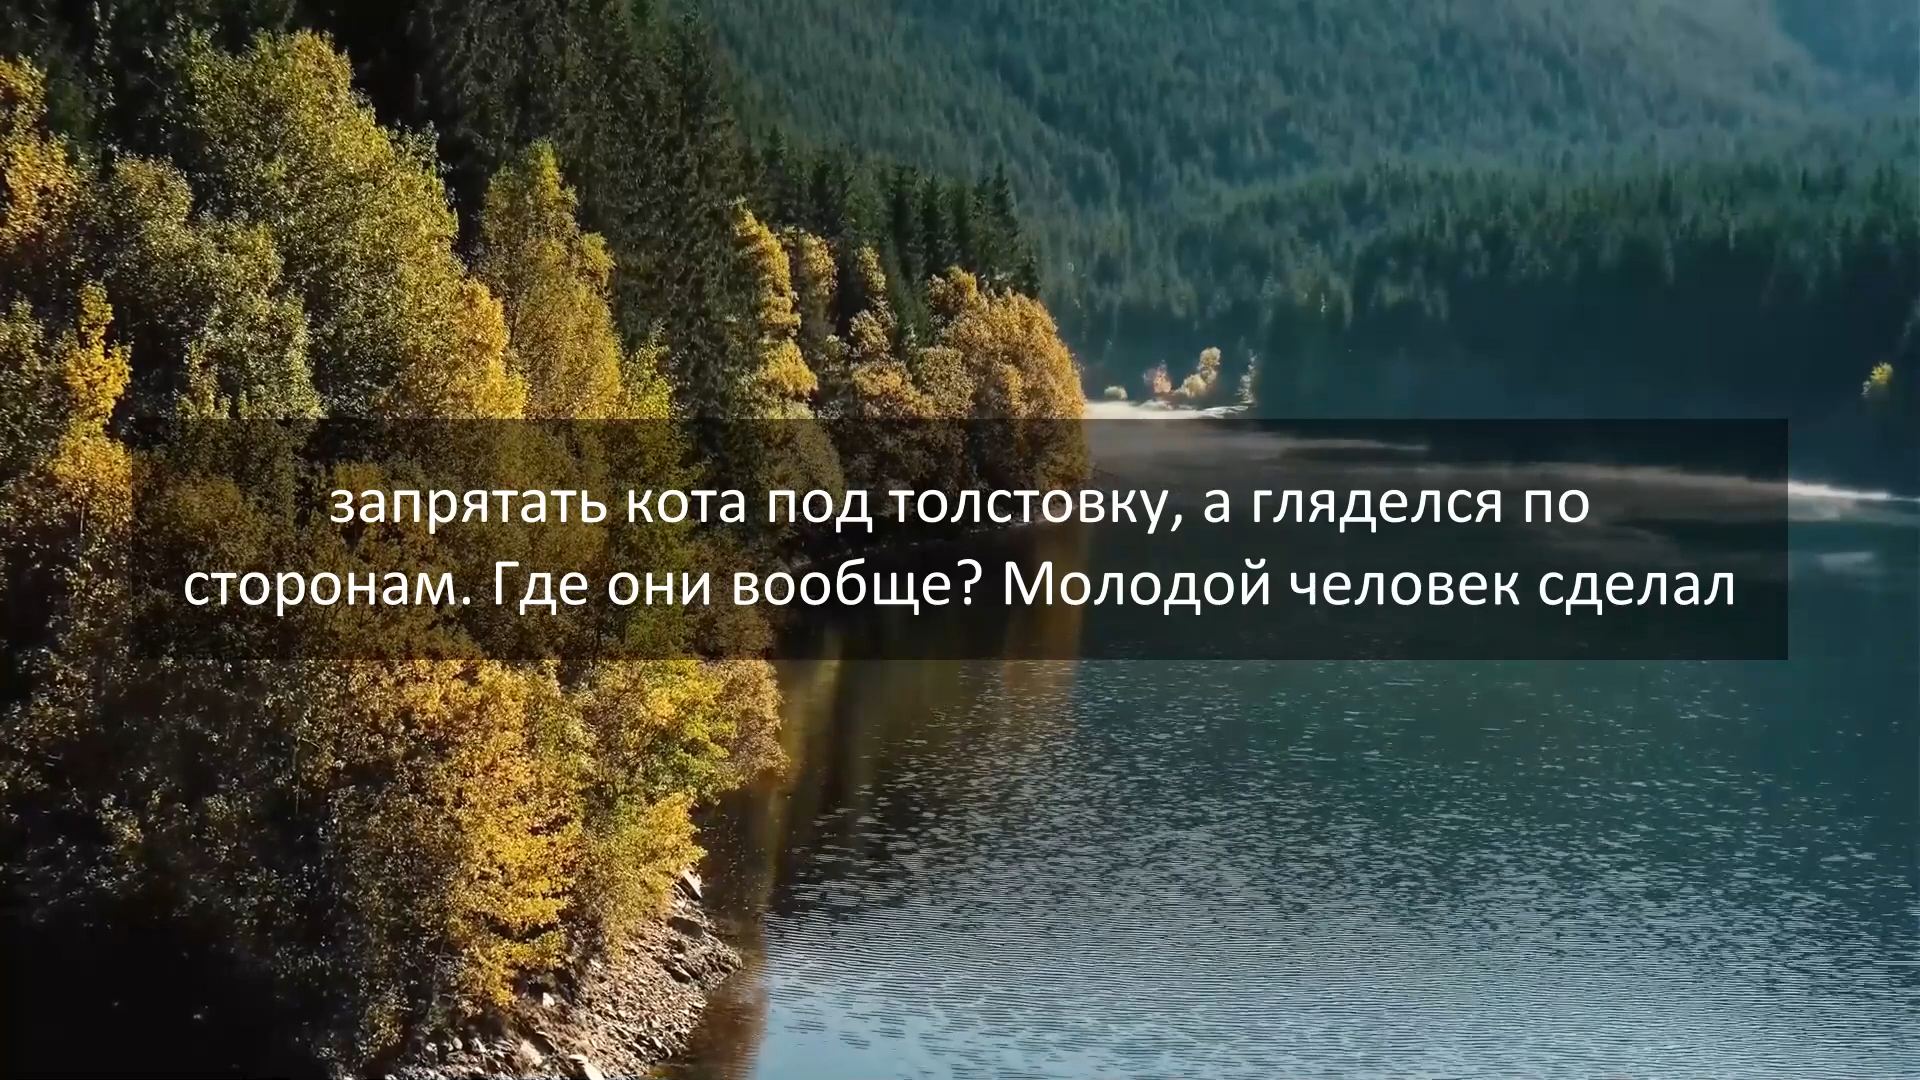 запрятать кота под толстовку, а гляделся по
сторонам. Где они вообще? Молодой человек сделал